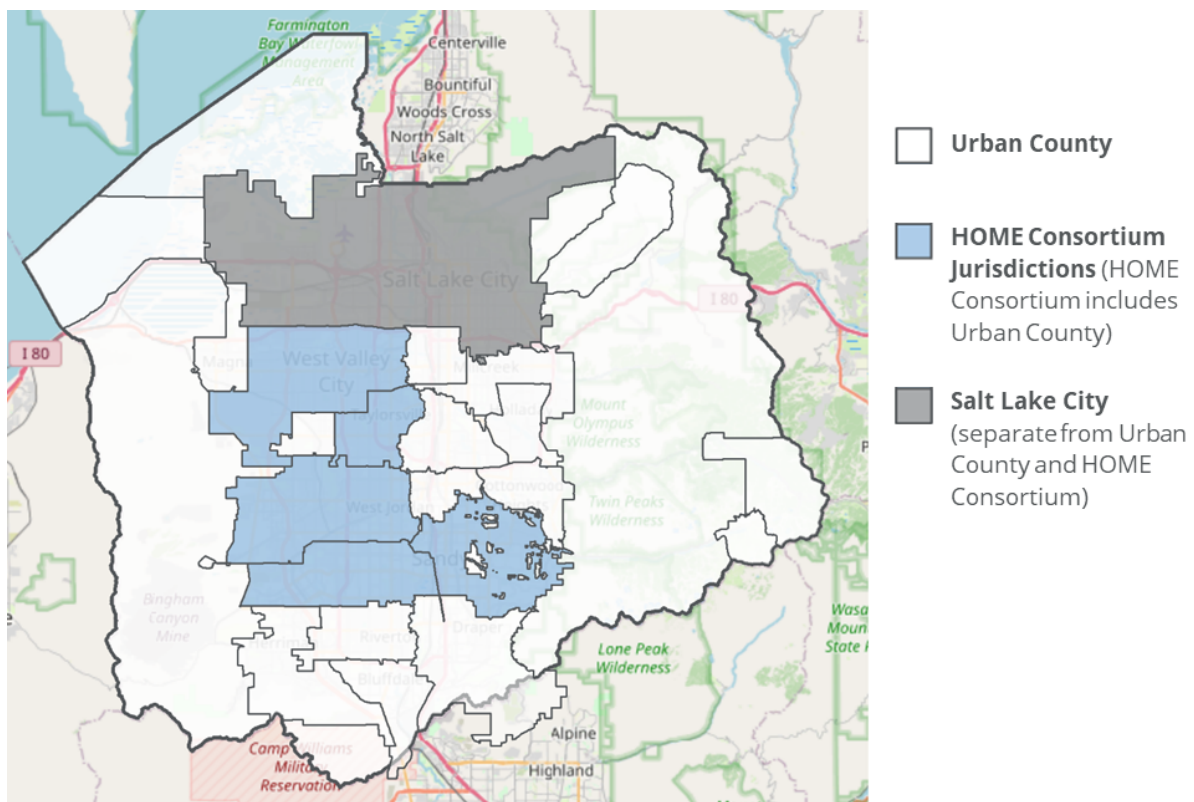 Farmington
Bay Waterfowl
Management
Area
Centerville
Bountiful
Woods Cross
North Salt
Lake
Salt Lake City
I 80
I 80
Magna
West Valley
City
Millcreek
Taylorsville
Holladay
Mount
Olympus
Wilderness
Cottonwood
Heights
West Jordan
Twin Peaks
Wilderness
Sandy
Bingham
Canyon
Mine
Herriman
Riverton
Draper
Bluffdale
Lone Peak
Wilderness
Wasa
Moun
State
Camp Williams
Military
Reservation
Alpine
Highland
Urban County
HOME Consortium
Jurisdictions (HOME
Consortium includes
Urban County)
Salt Lake City
(separate from Urban
County and HOME
Consortium)